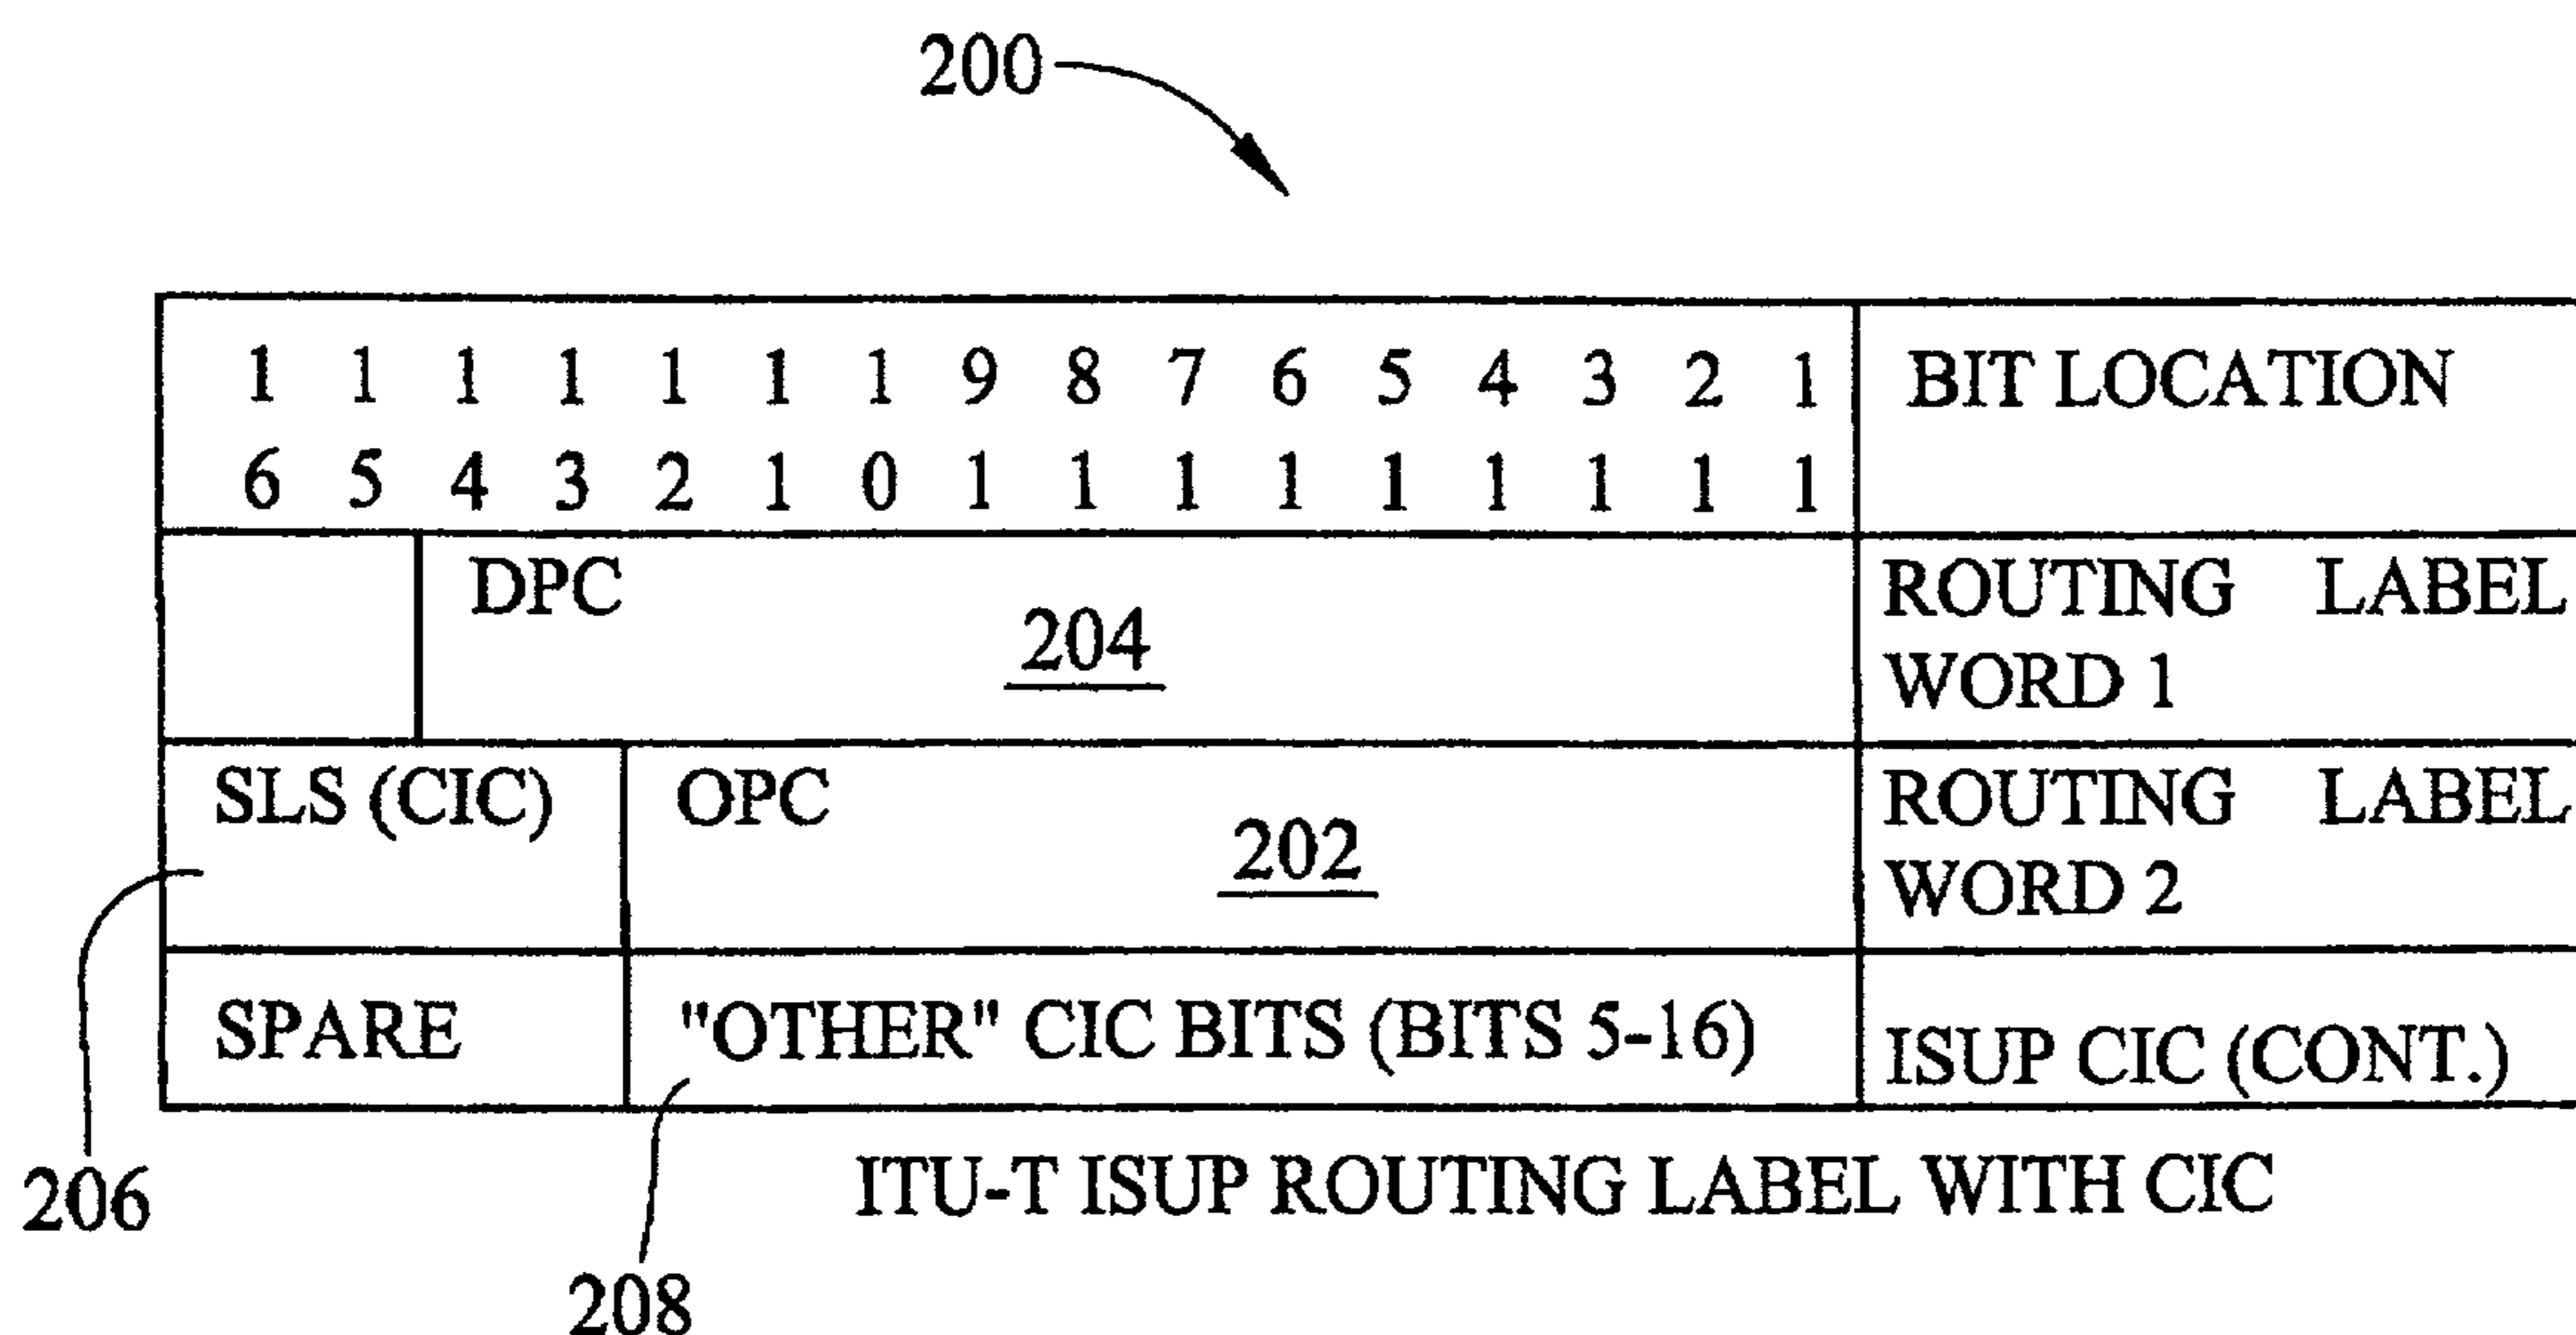 200
1 1 1 1 1 1 1 9 8 7 6 5 4 3 2 1 BIT LOCATION
6 5 4 3 2 1 0 1 1 1 1 1 1 1 1 1
DPC
204
ROUTING LABEL
WORD 1
SLS (CIC)
OPC
202
ROUTING LABEL
WORD 2
SPARE
"OTHER" CIC BITS (BITS 5-16)
ISUP CIC (CONT.)
206
208
ITU-T ISUP ROUTING LABEL WITH CIC